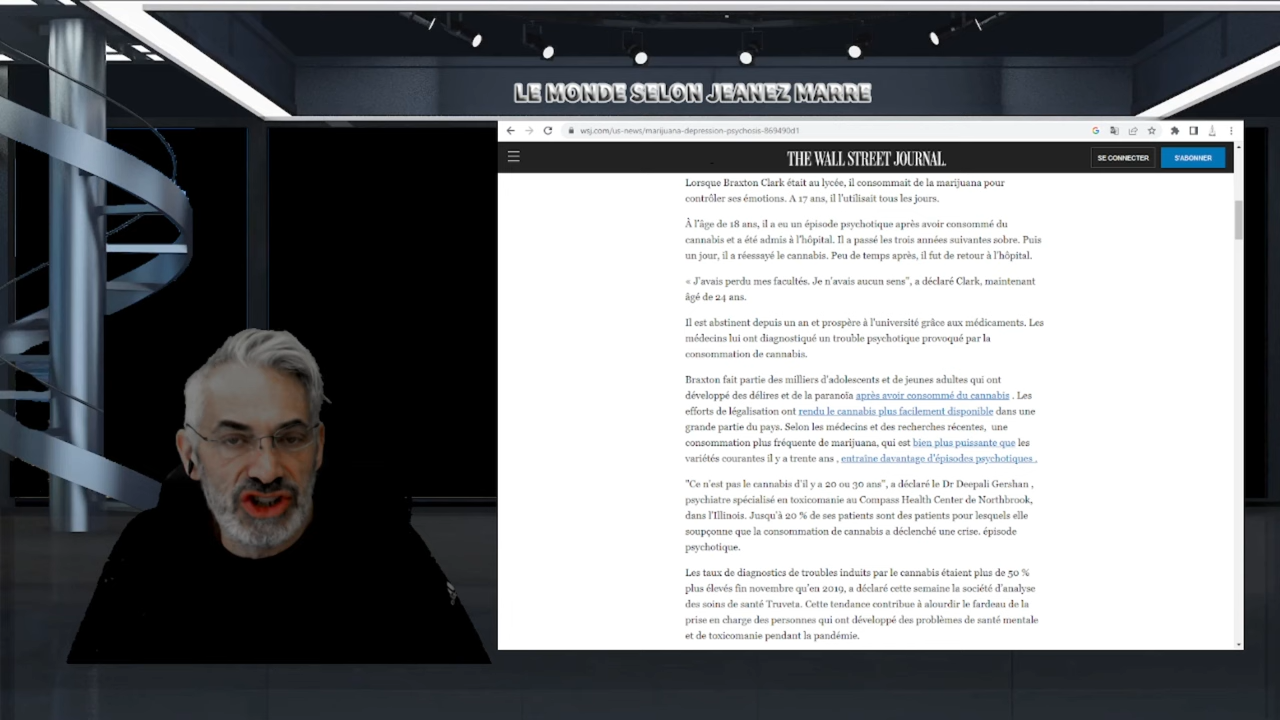 LE MONDE SELON JEANEZ MARRE
wsj.com/us-news/marijuana-depression-psychosis-869490d1
THE WALL STREET JOURNAL.
SE CONNECTER
S'ABONNER
Lorsque Braxton Clark était au lycée, il consommait de la marijuana pour
contrôler ses émotions. A 17 ans, il l'utilisait tous les jours.
À l'âge de 18 ans, il a eu un épisode psychotique après avoir consommé du
cannabis et a été admis à l'hôpital. Il a passé les trois années suivantes sobre. Puis
un jour, il a réessayé le cannabis. Peu de temps après, il fut de retour à l'hôpital.
« J'avais perdu mes facultés. Je n'avais aucun sens", a déclaré Clark, maintenant
âgé de 24 ans.
Il est abstinent depuis un an et prospère à l'université grâce aux médicaments. Les
médecins lui ont diagnostiqué un trouble psychotique provoqué par la
consommation de cannabis.
Braxton fait partie des milliers d'adolescents et de jeunes adultes qui ont
développé des délires et de la paranoïa après avoir consommé du cannabis . Les
efforts de légalisation ont rendu le cannabis plus facilement disponible dans une
grande partie du pays. Selon les médecins et des recherches récentes, une
consommation plus fréquente de marijuana, qui est bien plus puissante que les
variétés courantes il y a trente ans , entraîne davantage d'épisodes psychotiques .
"Ce n'est pas le cannabis d'il y a 20 ou 30 ans", a déclaré le Dr Deepali Gershan ,
psychiatre spécialisé en toxicomanie au Compass Health Center de Northbrook,
dans l'Illinois. Jusqu'à 20 % de ses patients sont des patients pour lesquels elle
soupçonne que la consommation de cannabis a déclenché une crise. épisode
psychotique.
Les taux de diagnostics de troubles induits par le cannabis étaient plus de 50 %
plus élevés fin novembre qu'en 2019, a déclaré cette semaine la société d'analyse
des soins de santé Truveta. Cette tendance contribue à alourdir le fardeau de la
prise en charge des personnes qui ont développé des problèmes de santé mentale
et de toxicomanie pendant la pandémie.